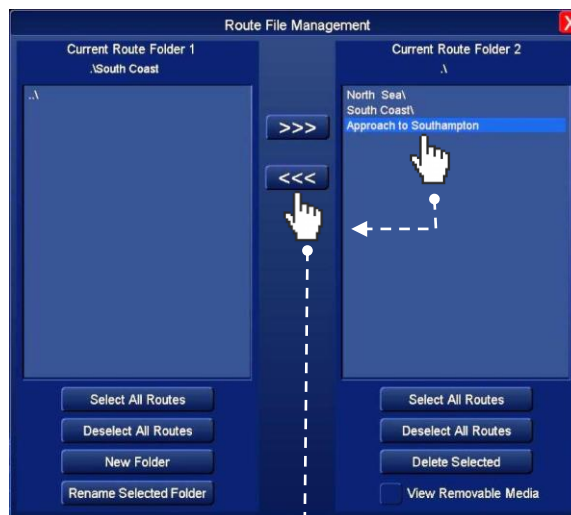 Route File Management
X
Current Route Folder 1
.\South Coast
..\
Select All Routes
Deselect All Routes
New Folder
Rename Selected Folder
>>>
<<<
Current Route Folder 2
.\
North Sea\
South Coast\
Approach to Southampton
Select All Routes
Deselect All Routes
Delete Selected
View Removable Media